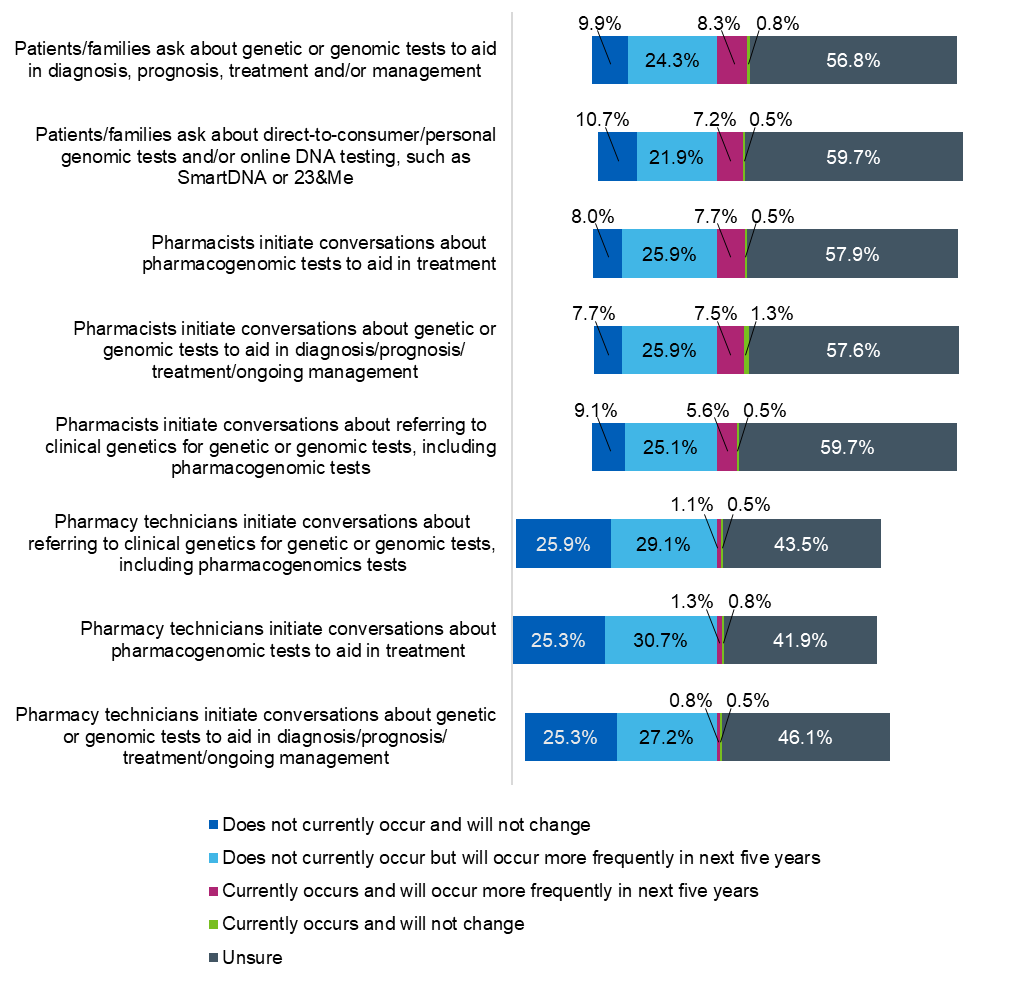 9.9%
8.3%
0.8%
Patients/families ask about genetic or genomic tests to aid
in diagnosis, prognosis, treatment and/or management
24.3%
56.8%
10.7%
7.2%
0.5%
Patients/families ask about direct-to-consumer/personal
genomic tests and/or online DNA testing, such as
SmartDNA or 23&Me
21.9%
59.7%
8.0%
7.7%
0.5%
Pharmacists initiate conversations about
pharmacogenomic tests to aid in treatment
25.9%
57.9%
7.7%
7.5%
1.3%
Pharmacists initiate conversations about genetic or
genomic tests to aid in diagnosis/prognosis/
treatment/ongoing management
25.9%
57.6%
9.1%
5.6%
0.5%
Pharmacists initiate conversations about referring to
clinical genetics for genetic or genomic tests, including
pharmacogenomic tests
25.1%
59.7%
1.1%
0.5%
Pharmacy technicians initiate conversations about
referring to clinical genetics for genetic or genomic tests,
including pharmacogenomics tests
25.9%
29.1%
43.5%
1.3%
0.8%
Pharmacy technicians initiate conversations about
pharmacogenomic tests to aid in treatment
25.3%
30.7%
41.9%
0.8%
0.5%
Pharmacy technicians initiate conversations about genetic
or genomic tests to aid in diagnosis/prognosis/
treatment/ongoing management
25.3%
27.2%
46.1%
Does not currently occur and will not change
Does not currently occur but will occur more frequently in next five years
Currently occurs and will occur more frequently in next five years
Currently occurs and will not change
Unsure